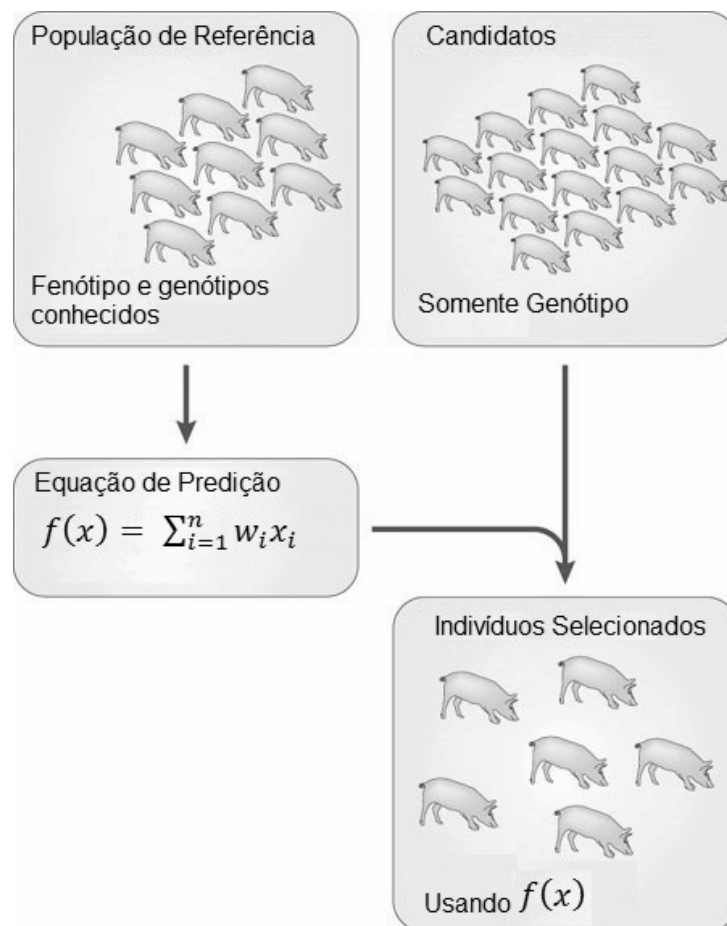 População de Referência
Fenótipo e genótipos
conhecidos
Candidatos
Somente Genótipo
Equação de Predição
f(x) = ∑ⁿᵢ₌₁ wᵢxᵢ
Indivíduos Selecionados
Usando f(x)